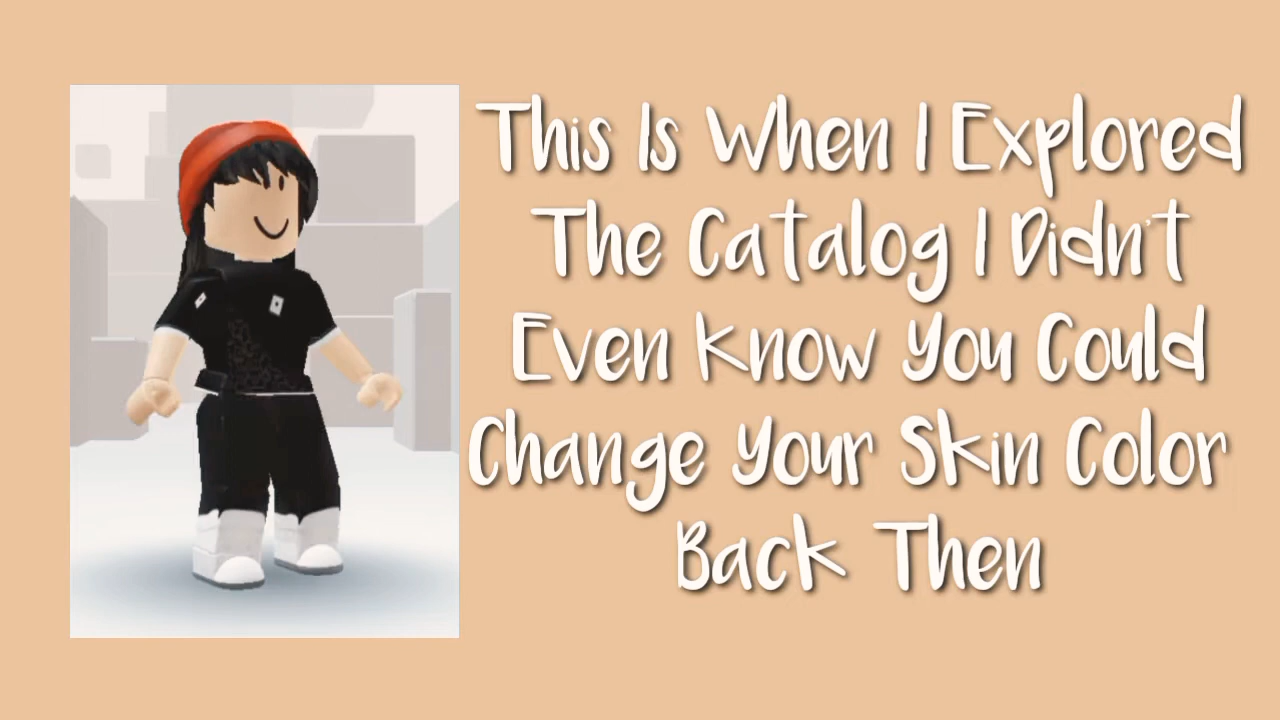 This Is When I Explored
The Catalog I Didn't
Even Know You Could
Change Your Skin Color
Back Then